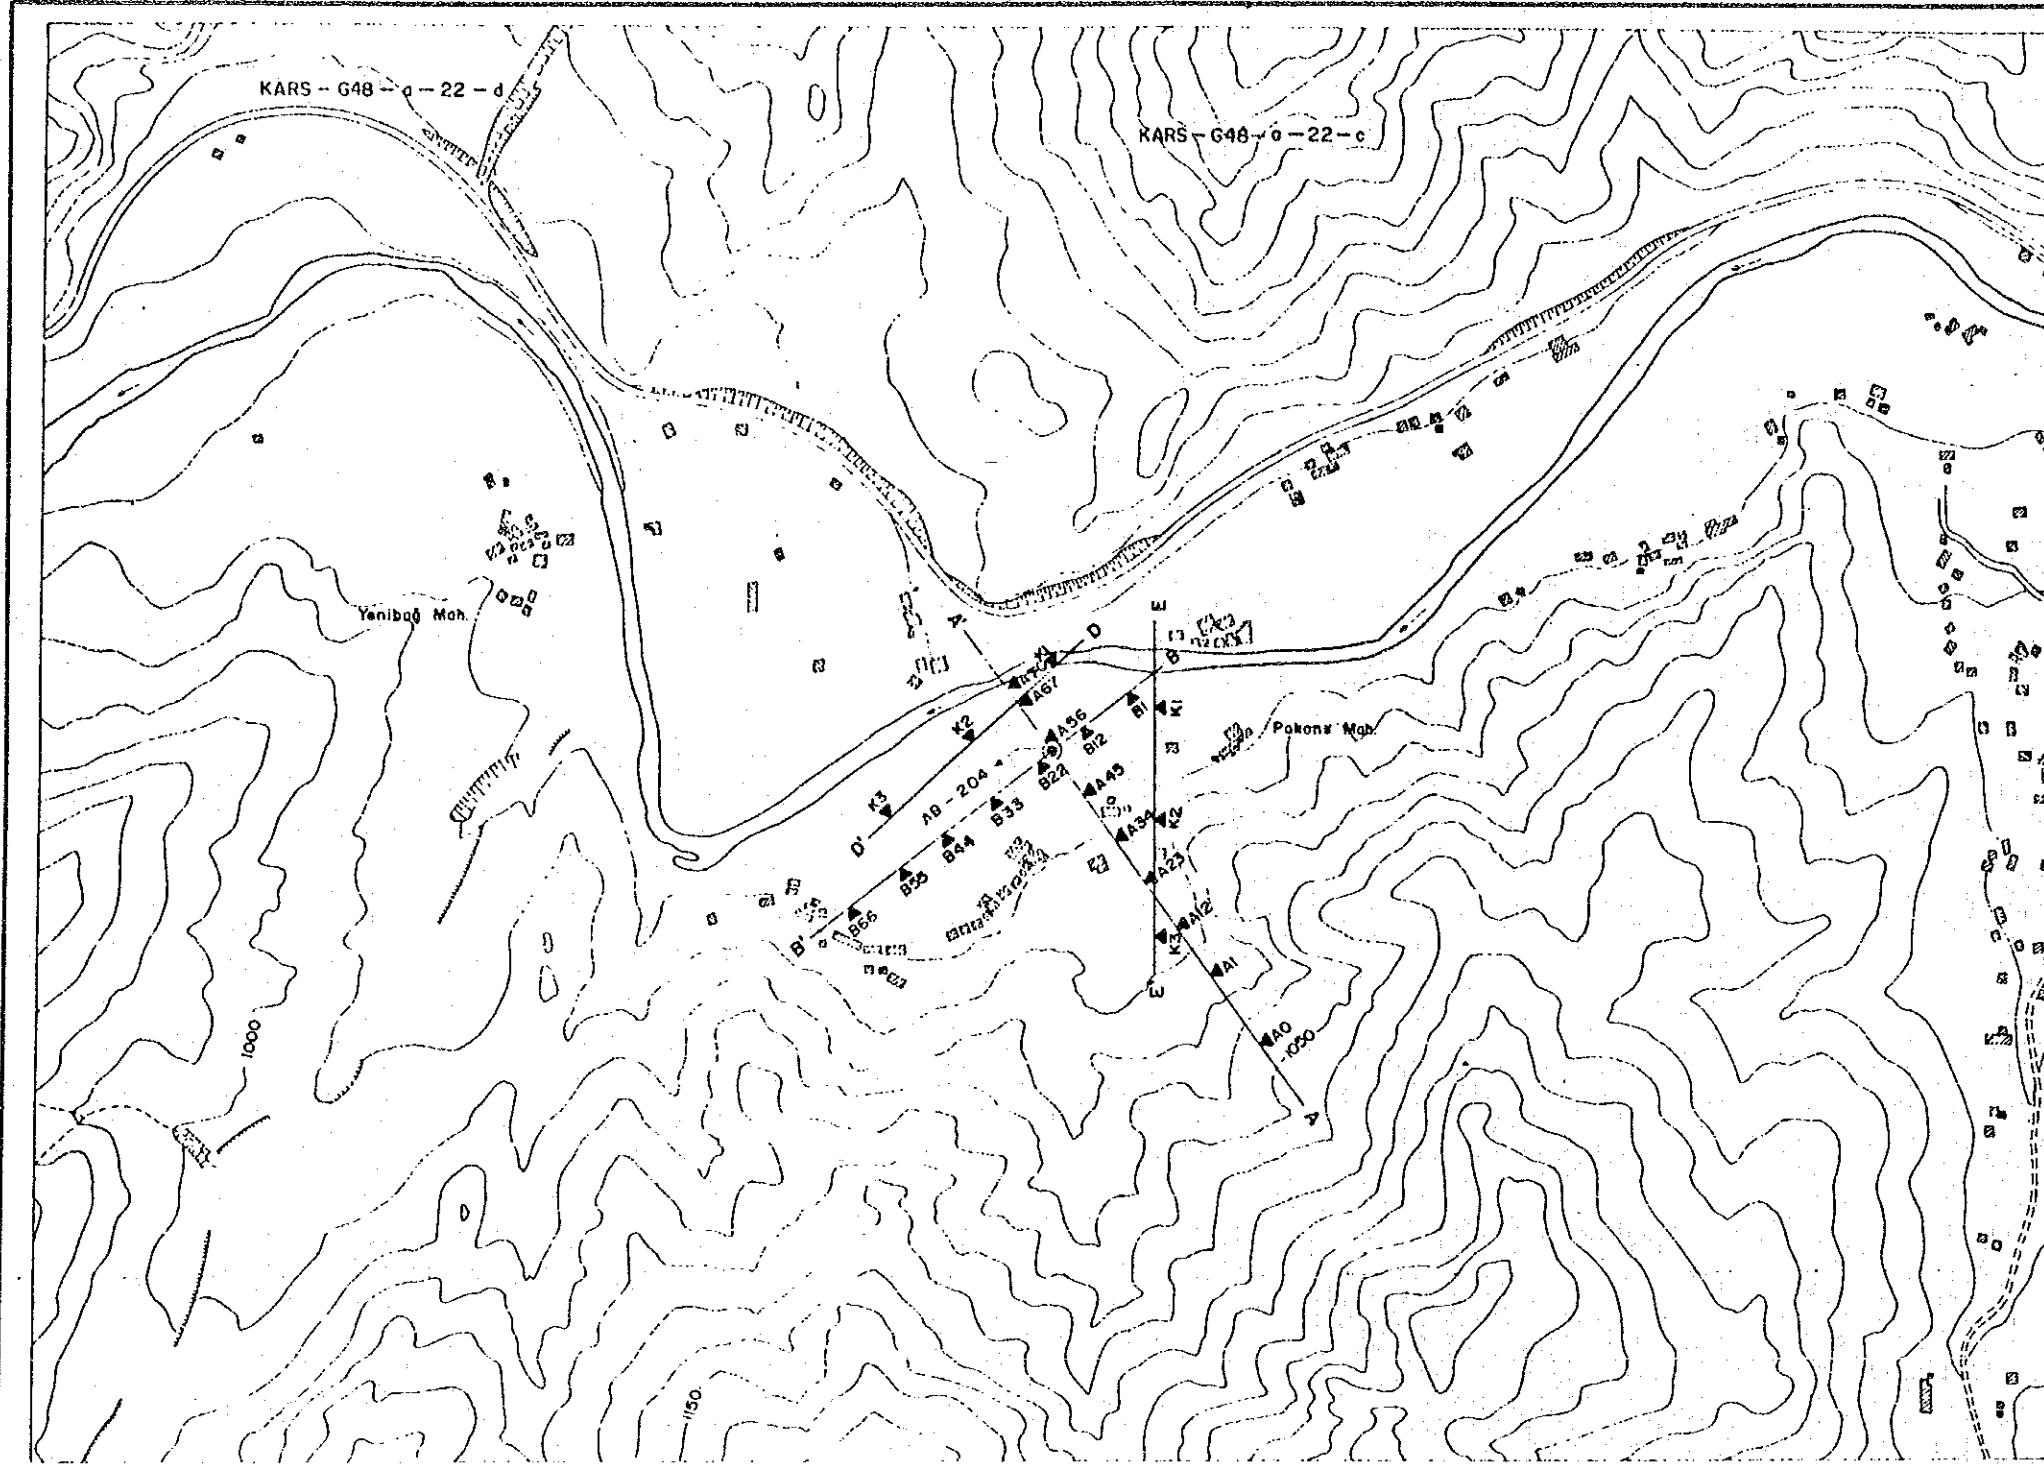 KARS - G48 - a - 22 - d
KARS - G48 - a - 22 - c
Yenibağ Mah.
A'
K1
D
E
B
A67
K2
A56
B1
K1
B12
Pakons Mah.
AB - 204
B22
A45
K3
B33
A34
K2
D'
B44
A23
B55
B66
A12
B'
K3
A1
E'
1000
A0
1050
A
1150